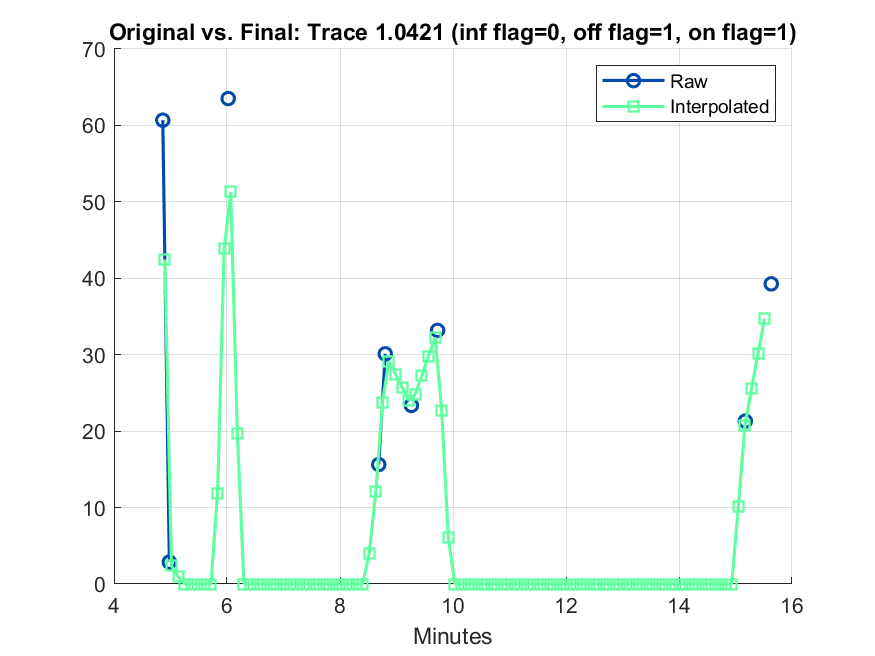 Original vs. Final: Trace 1.0421 (inf flag=0, off flag=1, on flag=1)
70
60
50
40
30
20
10
0
Raw
Interpolated
4 6 8 10 12 14 16
Minutes